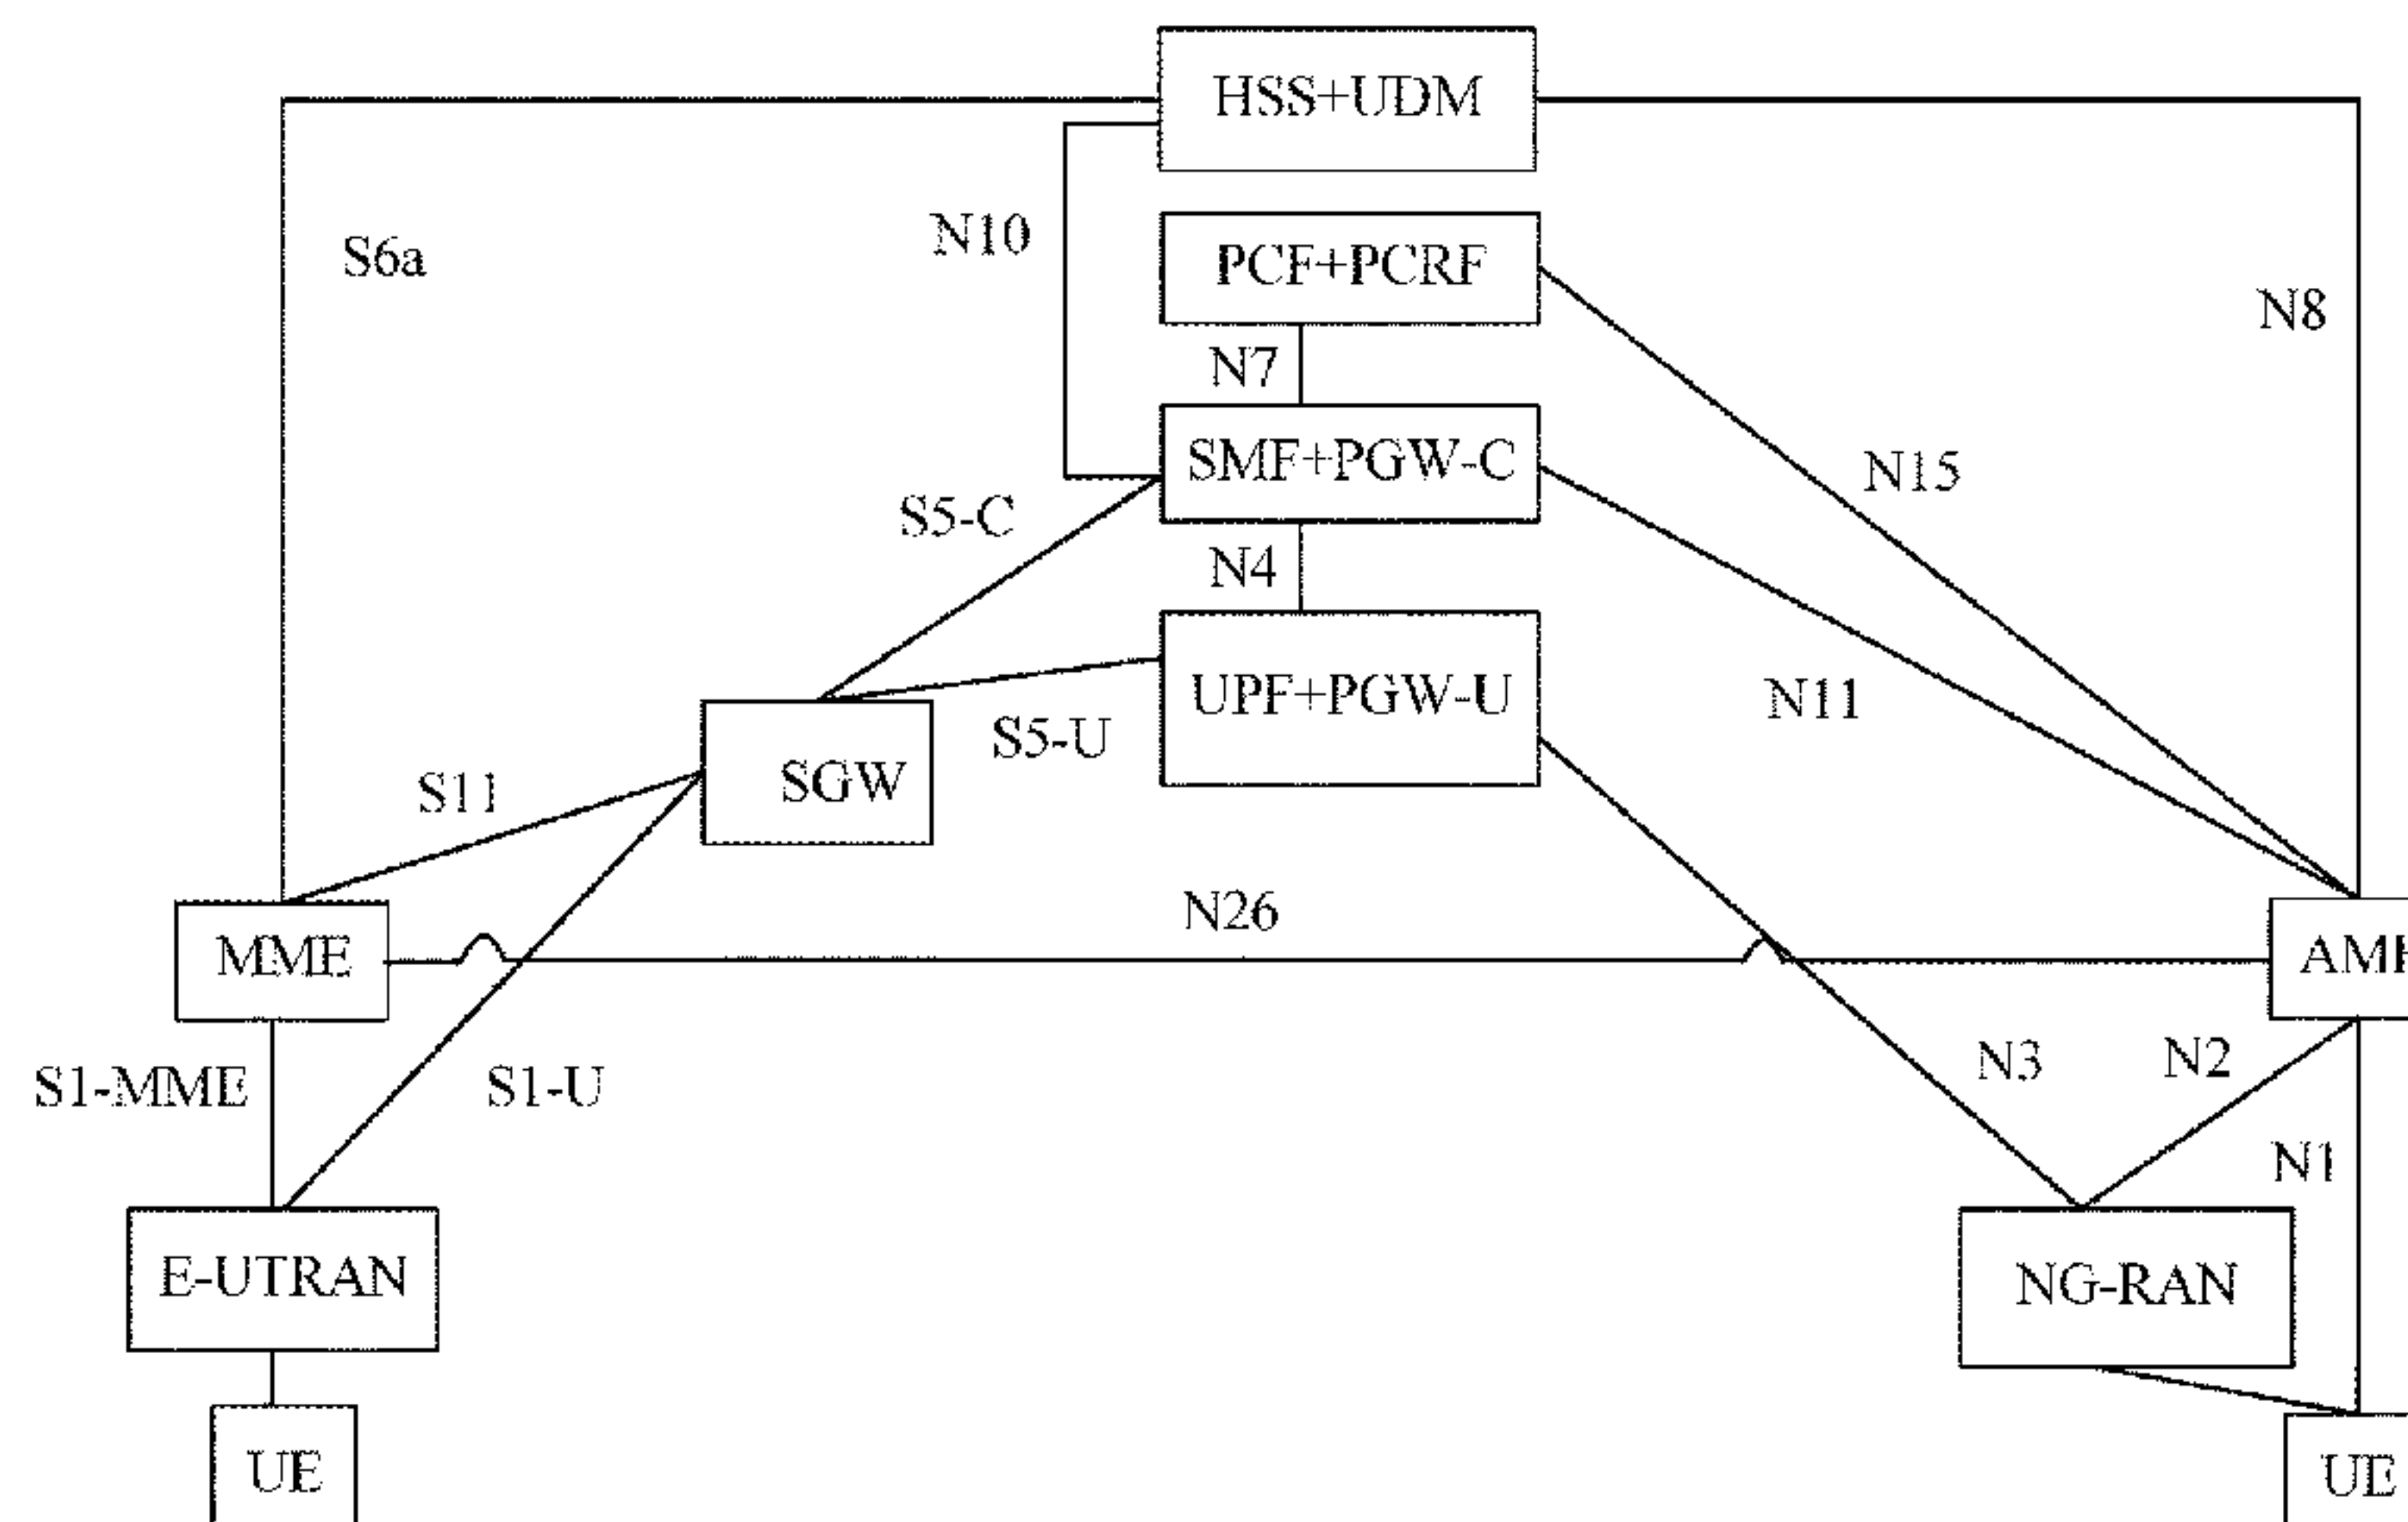 HSS+UDM
S6a
N10
PCF+PCRF
N8
N7
SMF+PGW-C
N15
S5-C
N4
UPF+PGW-U
N11
S5-U
SGW
S11
N26
MME
S1-MME
S1-U
N3
N2
N1
E-UTRAN
NG-RAN
UE
UE